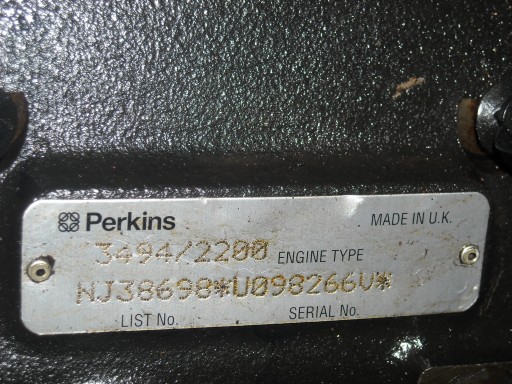 Perkins MADE IN U.K.
3494/2200 ENGINE TYPE
NJ38698*U098266V*
LIST No. SERIAL No.